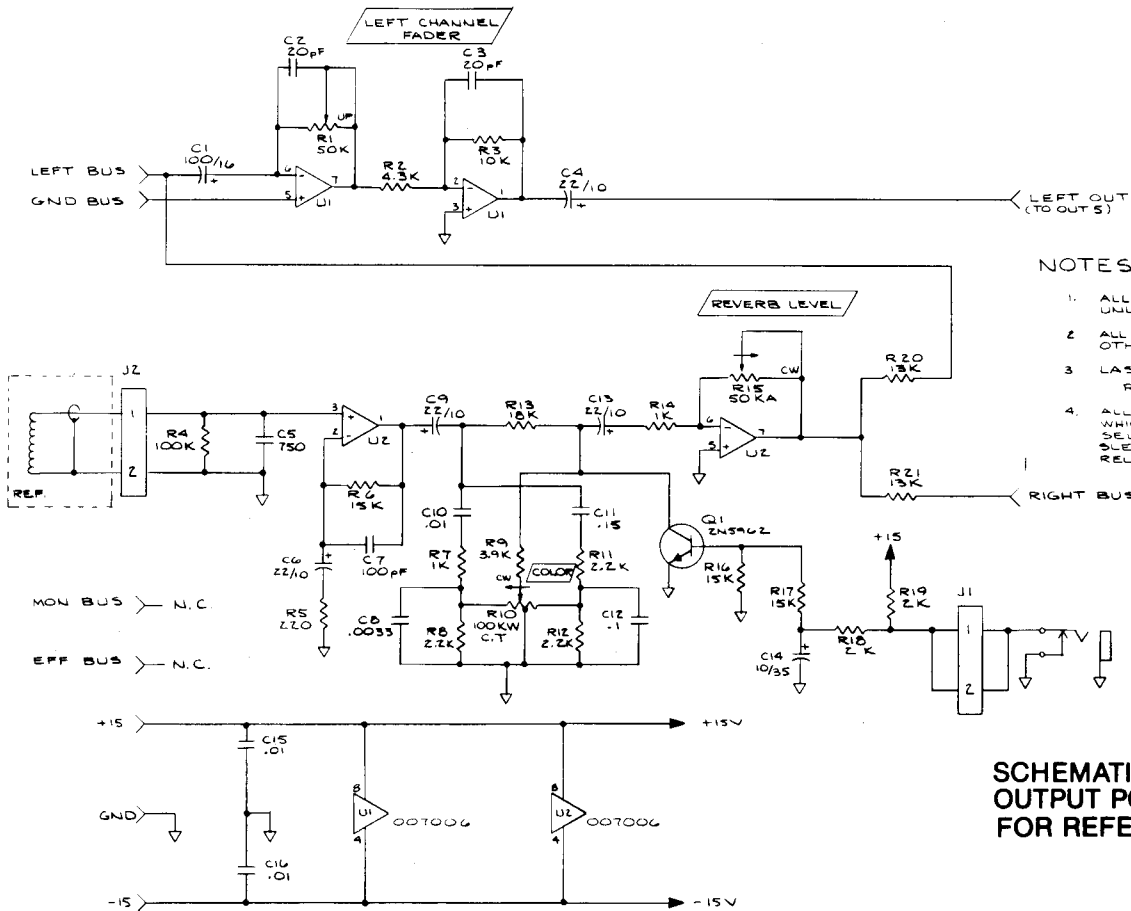 LEFT CHANNEL
FADER
C2
20pF
C3
20pF
UP
R1
50K
R3
10K
C1
100/16
+
LEFT BUS
6
-
7
R2
4.3K
2
-
1
C4
22/10
+
GND BUS
5
+
U1
3
+
U1
LEFT OUT
(TO OUT 5)
NOTES
1. ALL
2 ALL
3 LAS
4. ALL
REVERB LEVEL
CW
R15
50 KA
R20
13K
J2
1
2
R4
100K
C5
750
REF.
3
+
2
-
1
U2
C9
22/10
+
R13
18K
C13
22/10
+
R14
1K
6
-
5
+
7
U2
R21
13K
RIGHT BUS
R6
15K
C7
100pF
C6
22/10
+
R5
220
C10
.01
C11
.15
R7
1K
R9
3.9K
R11
2.2K
CW
COLOR
R10
100KW
C.T
C8
.0033
R8
2.2K
R12
2.2K
C12
.1
Q1
2N5962
R16
15K
R17
15K
+15
R19
2K
R18
2K
C14
10/35
+
J1
1
2
MON BUS
N.C.
EFF BUS
N.C.
+15
+15V
C15
.01
GND
8
U1
4
007006
8
U2
4
007006
C16
.01
-15
-15V
SCHEMATI
OUTPUT PO
FOR REFE